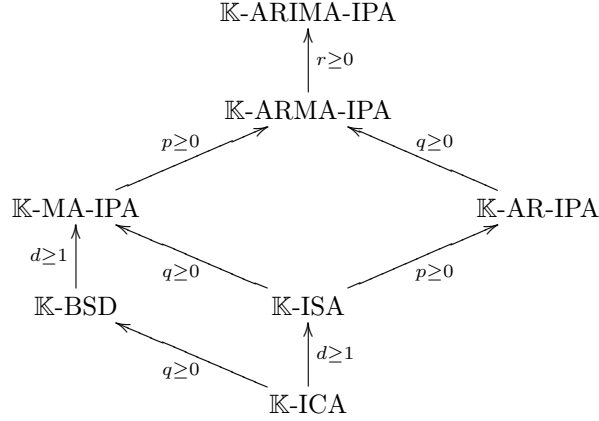 𝕂-ARIMA-IPA
r≥0
𝕂-ARMA-IPA
p≥0 q≥0
𝕂-MA-IPA 𝕂-AR-IPA
d≥1 q≥0 p≥0
𝕂-BSD 𝕂-ISA
q≥0 d≥1
𝕂-ICA